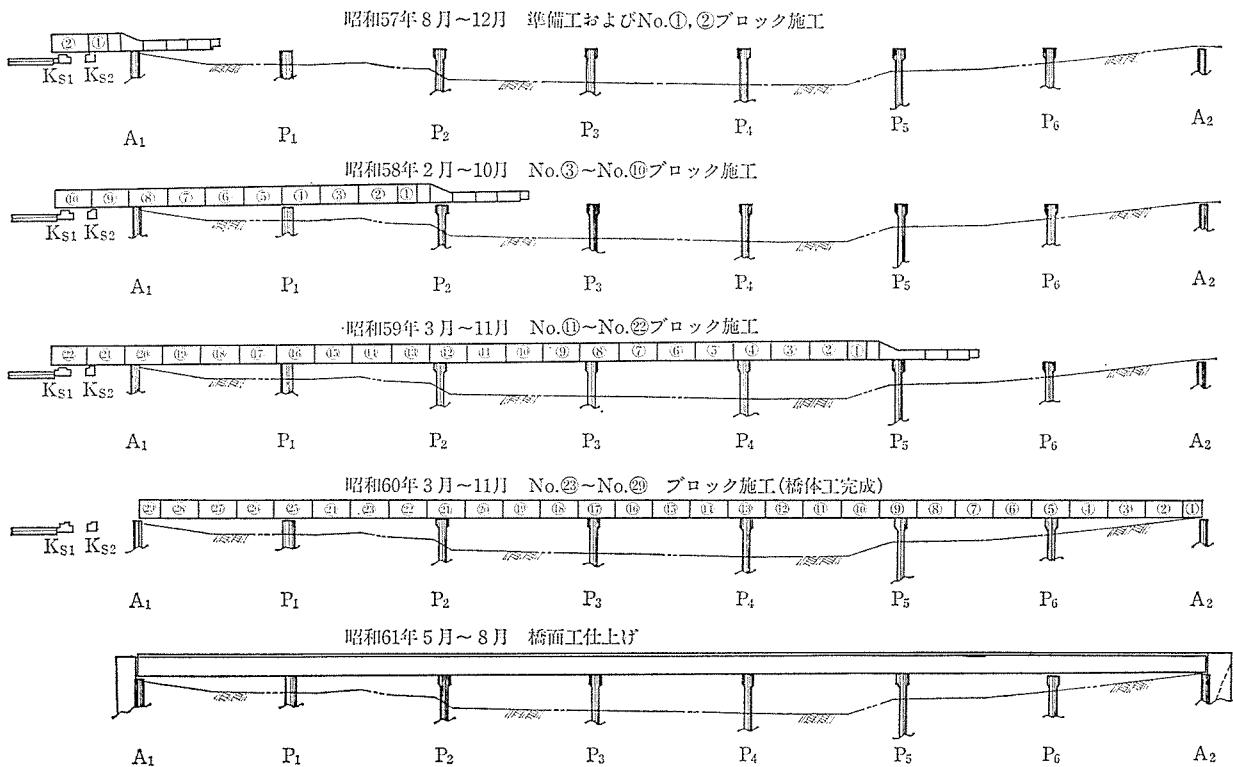 昭和57年8月～12月 準備工およびNo.①,②ブロック施工
② ①
KS1 KS2
A1 P1 P2 P3 P4 P5 P6 A2
昭和58年2月～10月 No.③～No.⑩ブロック施工
⑩ ⑨ ⑧ ⑦ ⑥ ⑤ ④ ③ ② ①
KS1 KS2
A1 P1 P2 P3 P4 P5 P6 A2
昭和59年3月～11月 No.⑪～No.㉒ブロック施工
㉒ ㉑ ⑳ ⑲ ⑱ ⑰ ⑯ ⑮ ⑭ ⑬ ⑫ ⑪ ⑩ ⑨ ⑧ ⑦ ⑥ ⑤ ④ ③ ② ①
KS1 KS2
A1 P1 P2 P3 P4 P5 P6 A2
昭和60年3月～11月 No.㉓～No.㉙ ブロック施工(橋体工完成)
㉙ ㉘ ㉗ ㉖ ㉕ ㉔ ㉓ ㉒ ㉑ ⑳ ⑲ ⑱ ⑰ ⑯ ⑮ ⑭ ⑬ ⑫ ⑪ ⑩ ⑨ ⑧ ⑦ ⑥ ⑤ ④ ③ ② ①
KS1 KS2
A1 P1 P2 P3 P4 P5 P6 A2
昭和61年5月～8月 橋面工仕上げ
A1 P1 P2 P3 P4 P5 P6 A2